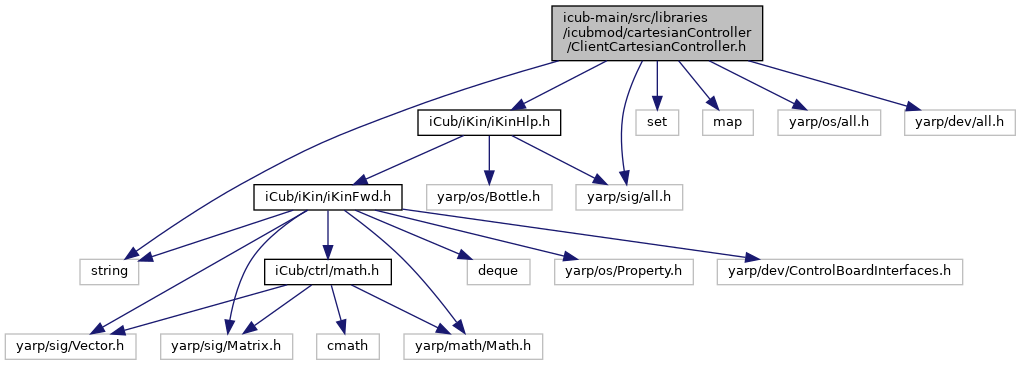 icub-main/src/libraries
/icubmod/cartesianController
/ClientCartesianController.h
iCub/iKin/iKinHlp.h
set
map
yarp/os/all.h
yarp/dev/all.h
iCub/iKin/iKinFwd.h
yarp/os/Bottle.h
yarp/sig/all.h
string
iCub/ctrl/math.h
deque
yarp/os/Property.h
yarp/dev/ControlBoardInterfaces.h
yarp/sig/Vector.h
yarp/sig/Matrix.h
cmath
yarp/math/Math.h